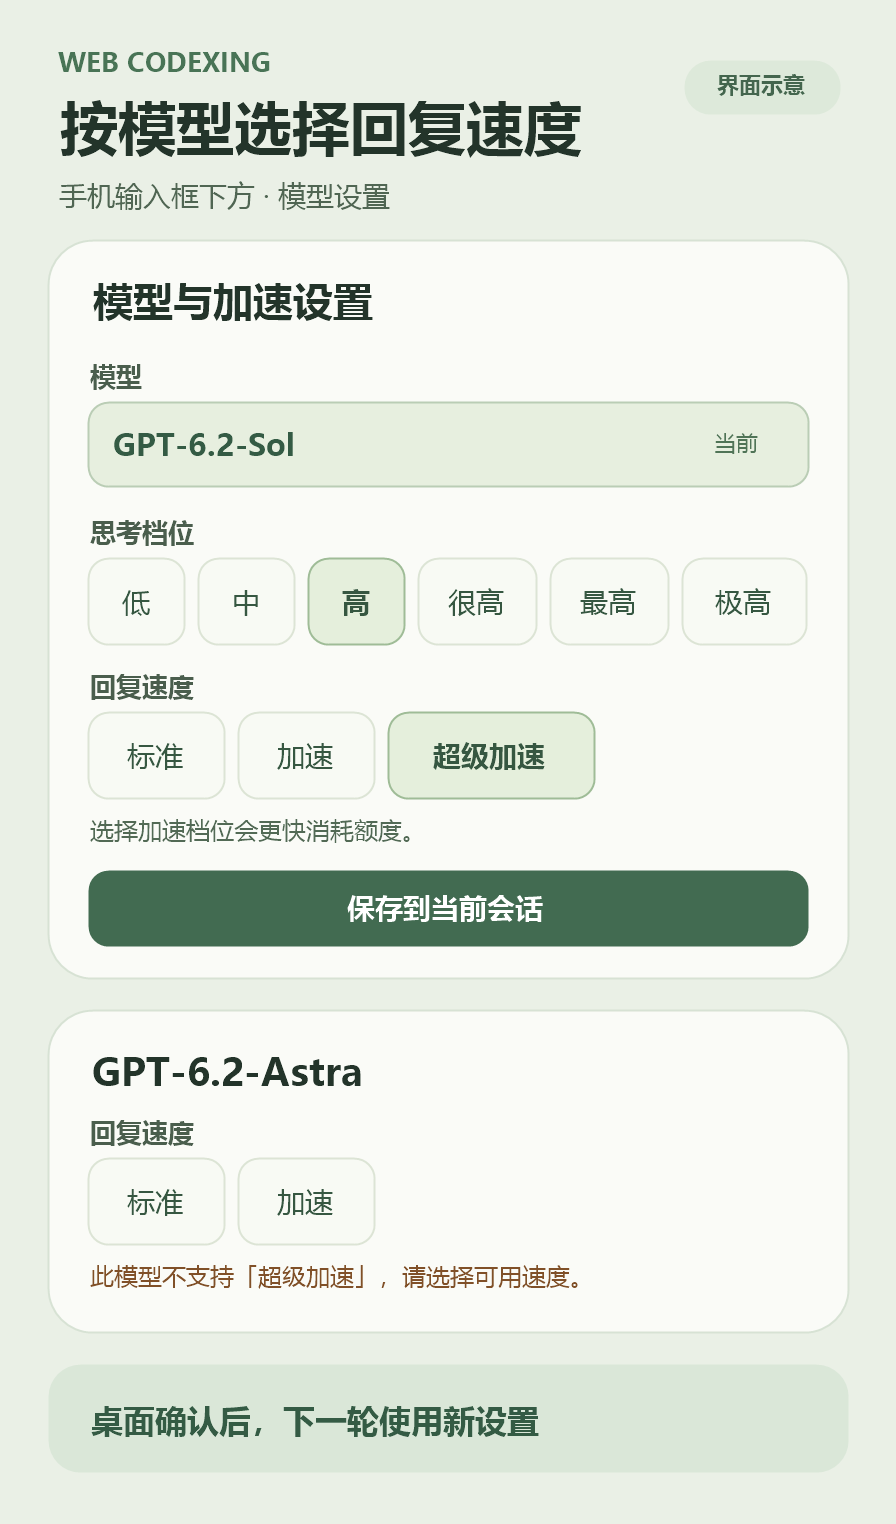 WEB CODEXING
界面示意
按模型选择回复速度
手机输入框下方 · 模型设置
模型与加速设置
模型
GPT-6.2-Sol 当前
思考档位
低 中 高 很高 最高 极高
回复速度
标准 加速 超级加速
选择加速档位会更快消耗额度。
保存到当前会话
GPT-6.2-Astra
回复速度
标准 加速
此模型不支持「超级加速」，请选择可用速度。
桌面确认后，下一轮使用新设置